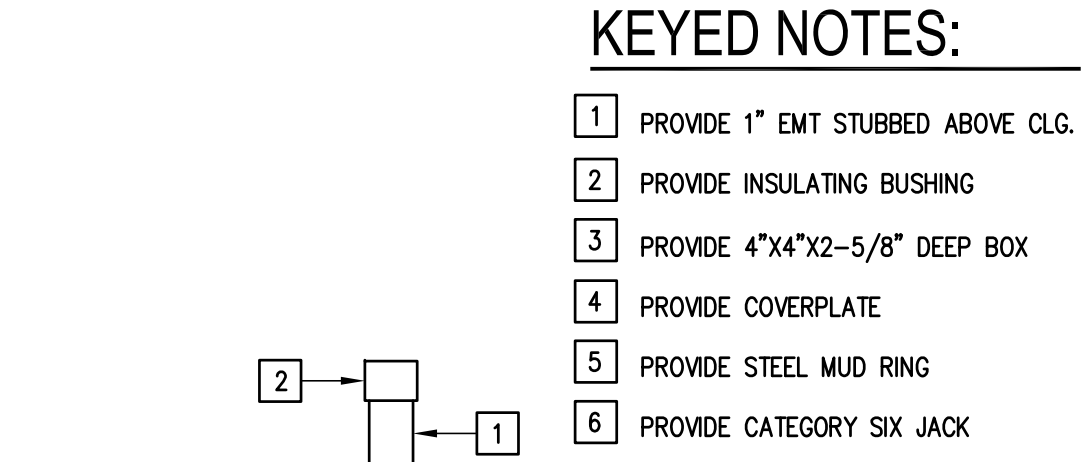 KEYED NOTES:
1 PROVIDE 1” EMT STUBBED ABOVE CLG.
2 PROVIDE INSULATING BUSHING
3 PROVIDE 4”X4”X2-5/8” DEEP BOX
4 PROVIDE COVERPLATE
5 PROVIDE STEEL MUD RING
6 PROVIDE CATEGORY SIX JACK
2
1